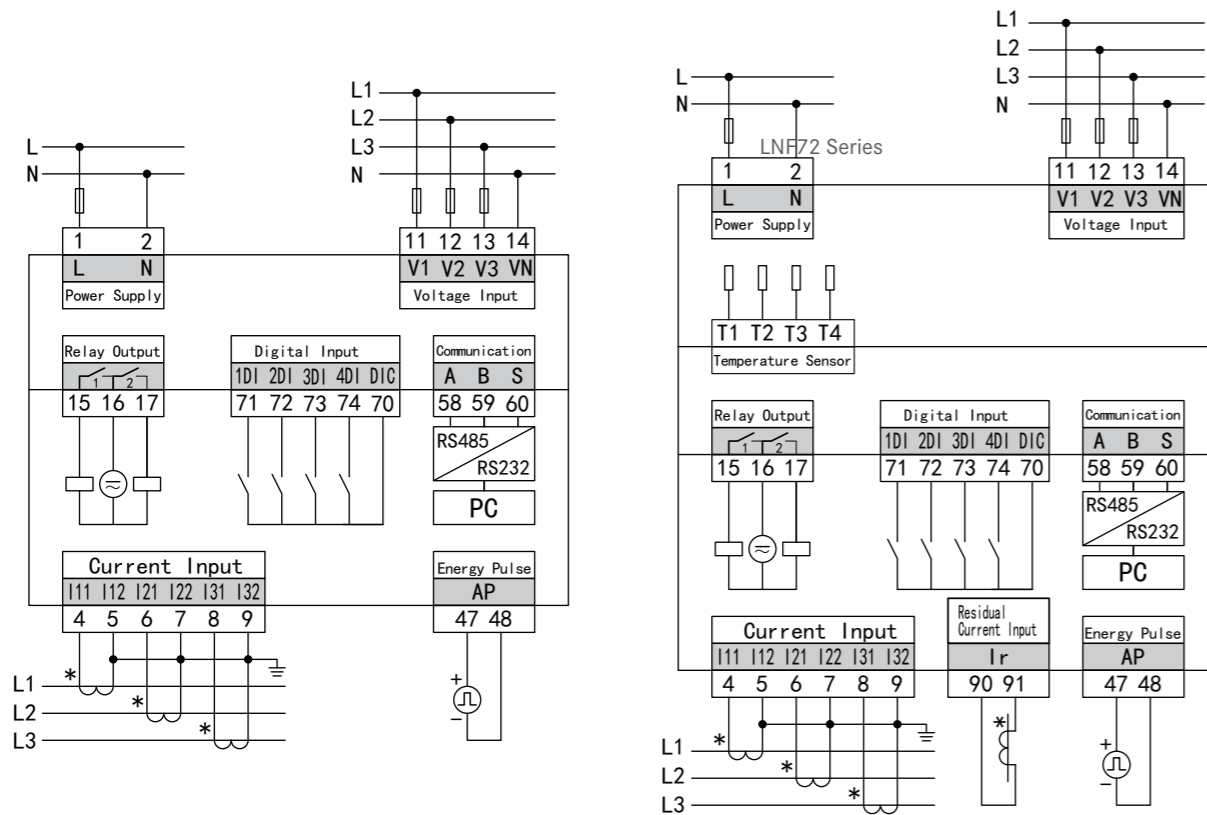 L1
L2
L3
N
L
N
1 2
L N
Power Supply
11 12 13 14
V1 V2 V3 VN
Voltage Input
Relay Output
1 2
15 16 17
Digital Input
1DI 2DI 3DI 4DI DIC
71 72 73 74 70
Communication
A B S
58 59 60
RS485
RS232
PC
Current Input
I11 I12 I21 I22 I31 I32
4 5 6 7 8 9
*
*
*
L1
L2
L3
Energy Pulse
AP
47 48
+
−
L1
L2
L3
N
L
N
LNF72 Series
1 2
L N
Power Supply
11 12 13 14
V1 V2 V3 VN
Voltage Input
T1 T2 T3 T4
Temperature Sensor
Relay Output
1 2
15 16 17
Digital Input
1DI 2DI 3DI 4DI DIC
71 72 73 74 70
Communication
A B S
58 59 60
RS485
RS232
PC
Current Input
I11 I12 I21 I22 I31 I32
4 5 6 7 8 9
*
*
*
L1
L2
L3
Residual
Current Input
Ir
90 91
*
Energy Pulse
AP
47 48
+
−